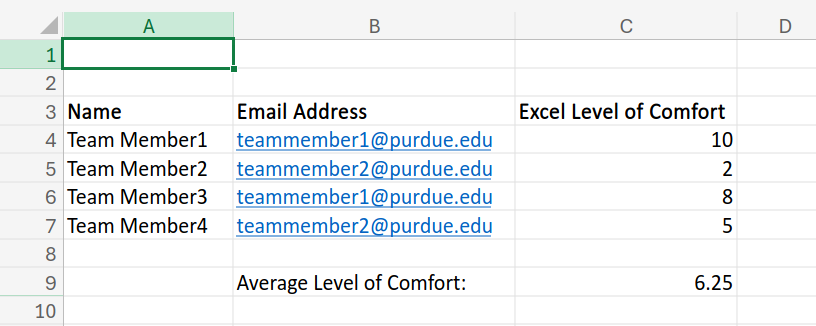 A B C D
1
2
3 Name Email Address Excel Level of Comfort
4 Team Member1 teammember1@purdue.edu 10
5 Team Member2 teammember2@purdue.edu 2
6 Team Member3 teammember1@purdue.edu 8
7 Team Member4 teammember2@purdue.edu 5
8
9 Average Level of Comfort: 6.25
10